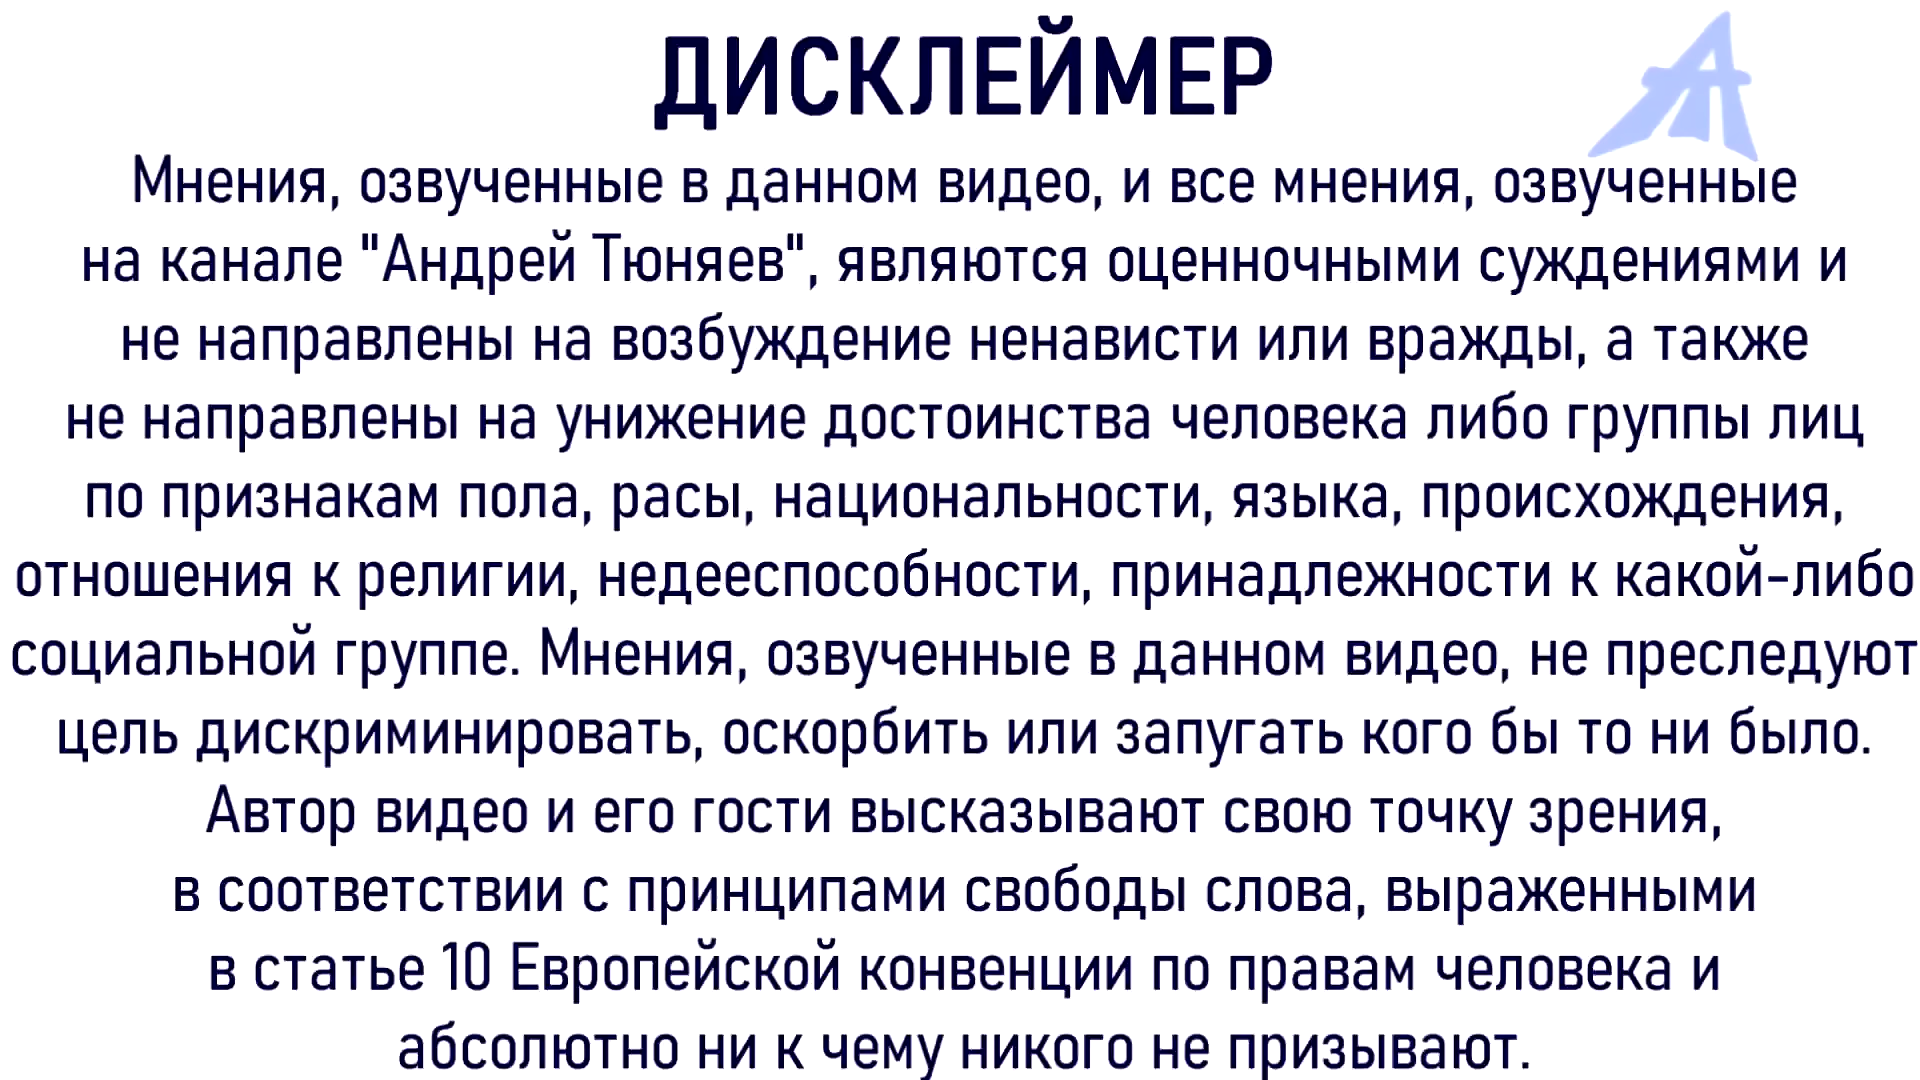 ДИСКЛЕЙМЕР
Мнения, озвученные в данном видео, и все мнения, озвученные
на канале "Андрей Тюняев", являются оценночными суждениями и
не направлены на возбуждение ненависти или вражды, а также
не направлены на унижение достоинства человека либо группы лиц
по признакам пола, расы, национальности, языка, происхождения,
отношения к религии, недееспособности, принадлежности к какой-либо
социальной группе. Мнения, озвученные в данном видео, не преследуют
цель дискриминировать, оскорбить или запугать кого бы то ни было.
Автор видео и его гости высказывают свою точку зрения,
в соответствии с принципами свободы слова, выраженными
в статье 10 Европейской конвенции по правам человека и
абсолютно ни к чему никого не призывают.